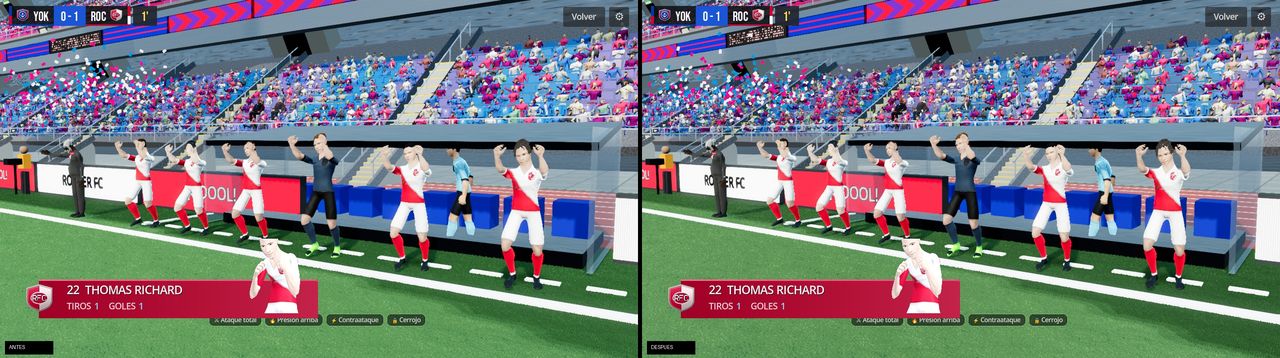 YOK 0 - 1 ROC 1'
Volver
OOL!
22 THOMAS RICHARD
TIROS 1 GOLES 1
RFC
Ataque total
Presión arriba
Contraataque
Cerrojo
ANTES
YOK 0 - 1 ROC 1'
Volver
OOL!
22 THOMAS RICHARD
TIROS 1 GOLES 1
RFC
Ataque total
Presión arriba
Contraataque
Cerrojo
DESPUES